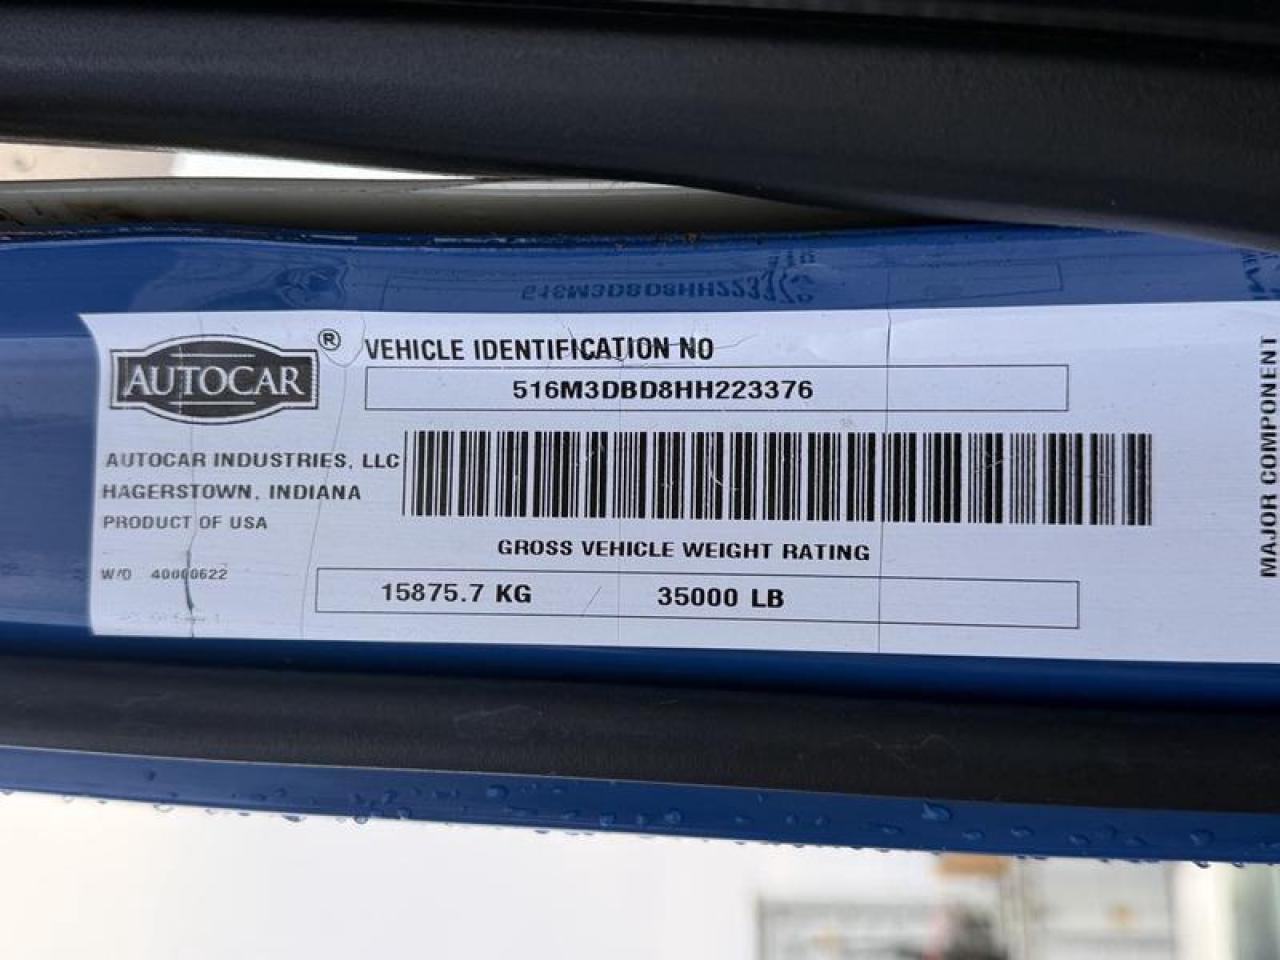 AUTOCAR ®
VEHICLE IDENTIFICATION NO
516M3DBD8HH223376
AUTOCAR INDUSTRIES, LLC
HAGERSTOWN, INDIANA
PRODUCT OF USA
GROSS VEHICLE WEIGHT RATING
W/O 40000622
15875.7 KG / 35000 LB
MAJOR COMPONENT